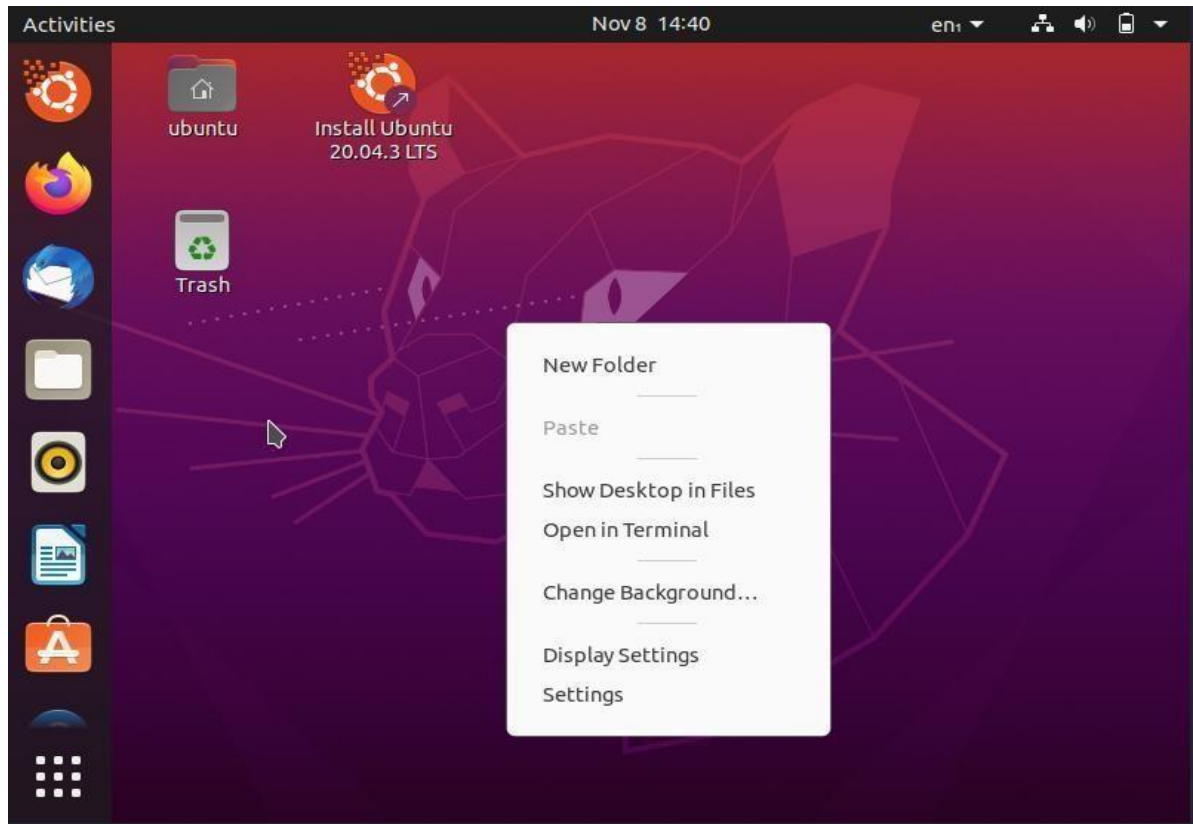 Activities
Nov 8 14:40
en₁
ubuntu
Install Ubuntu
20.04.3 LTS
Trash
New Folder
Paste
Show Desktop in Files
Open in Terminal
Change Background...
Display Settings
Settings